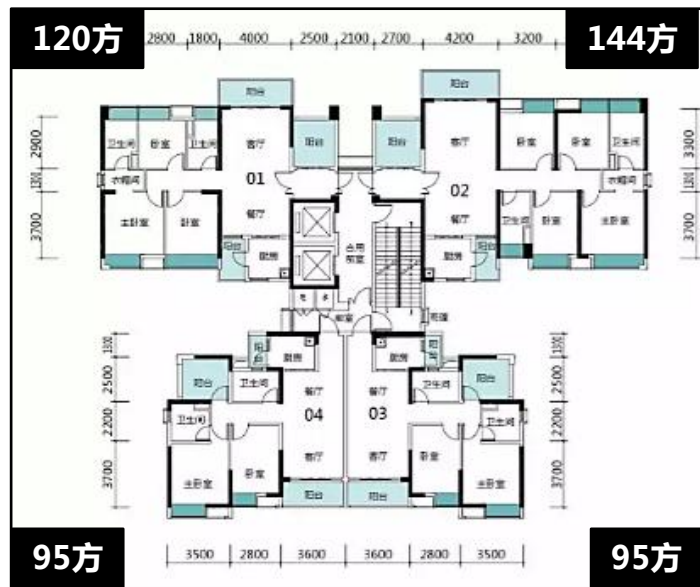 120方
144方
2800 1800 4000 2500 2100 2700 4200 3200
阳台 阳台
2900 1300 3700
3300 1300 3700
卫生间 卧室 卫生间 客厅 阳台 阳台 客厅 卧室 卧室 卫生间
衣帽间 01 02 衣帽间
主卧室 卧室 餐厅 餐厅 卫生间 卧室 主卧室
阳台 厨房 合用前室 厨房 阳台
前室
1300 2500 2200 3700
1300 2500 2200 3700
阳台 厨房 厨房 阳台
阳台 卫生间 餐厅 餐厅 卫生间 阳台
卫生间 04 03 卫生间
主卧室 卧室 客厅 客厅 卧室 主卧室
阳台 阳台
95方
95方
3500 2800 3600 3600 2800 3500